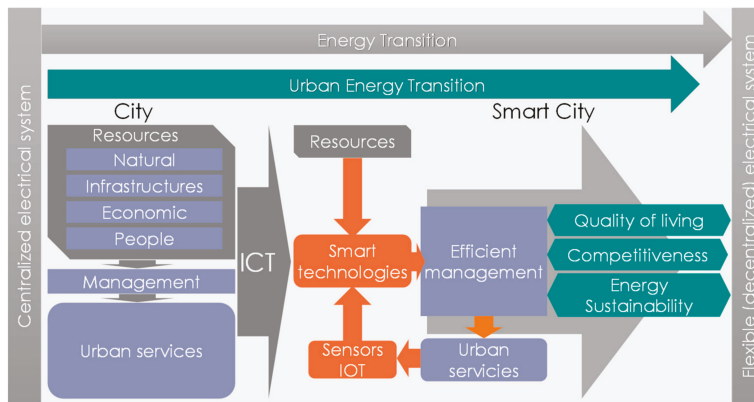 Energy Transition
Urban Energy Transition
Centralized electrical system
City
Resources
Natural
Infrastructures
Economic
People
Management
Urban services
ICT
Smart City
Resources
Smart
technologies
Sensors
IOT
Efficient
management
Urban
servicies
Quality of living
Competitiveness
Energy
Sustainability
Flexible (decentralized) electrical system